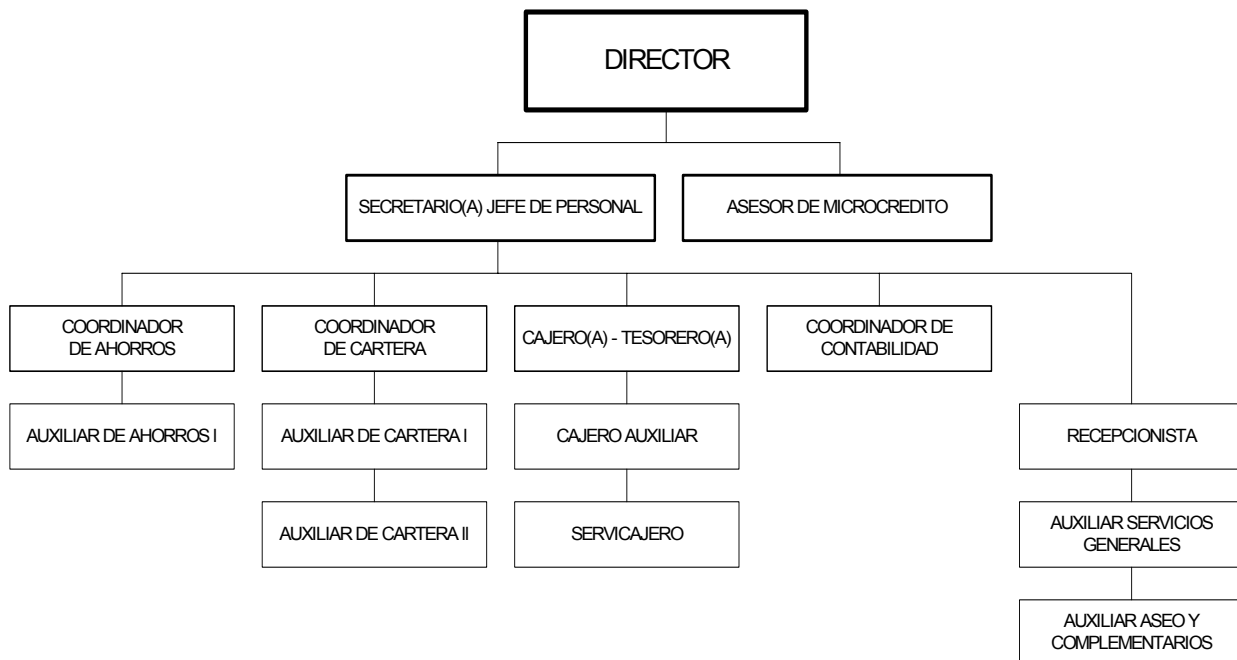 DIRECTOR
SECRETARIO(A) JEFE DE PERSONAL
ASESOR DE MICROCREDITO
COORDINADOR
DE AHORROS
COORDINADOR
DE CARTERA
CAJERO(A) - TESORERO(A)
COORDINADOR DE
CONTABILIDAD
AUXILIAR DE AHORROS I
AUXILIAR DE CARTERA I
CAJERO AUXILIAR
RECEPCIONISTA
AUXILIAR DE CARTERA II
SERVICAJERO
AUXILIAR SERVICIOS
GENERALES
AUXILIAR ASEO Y
COMPLEMENTARIOS